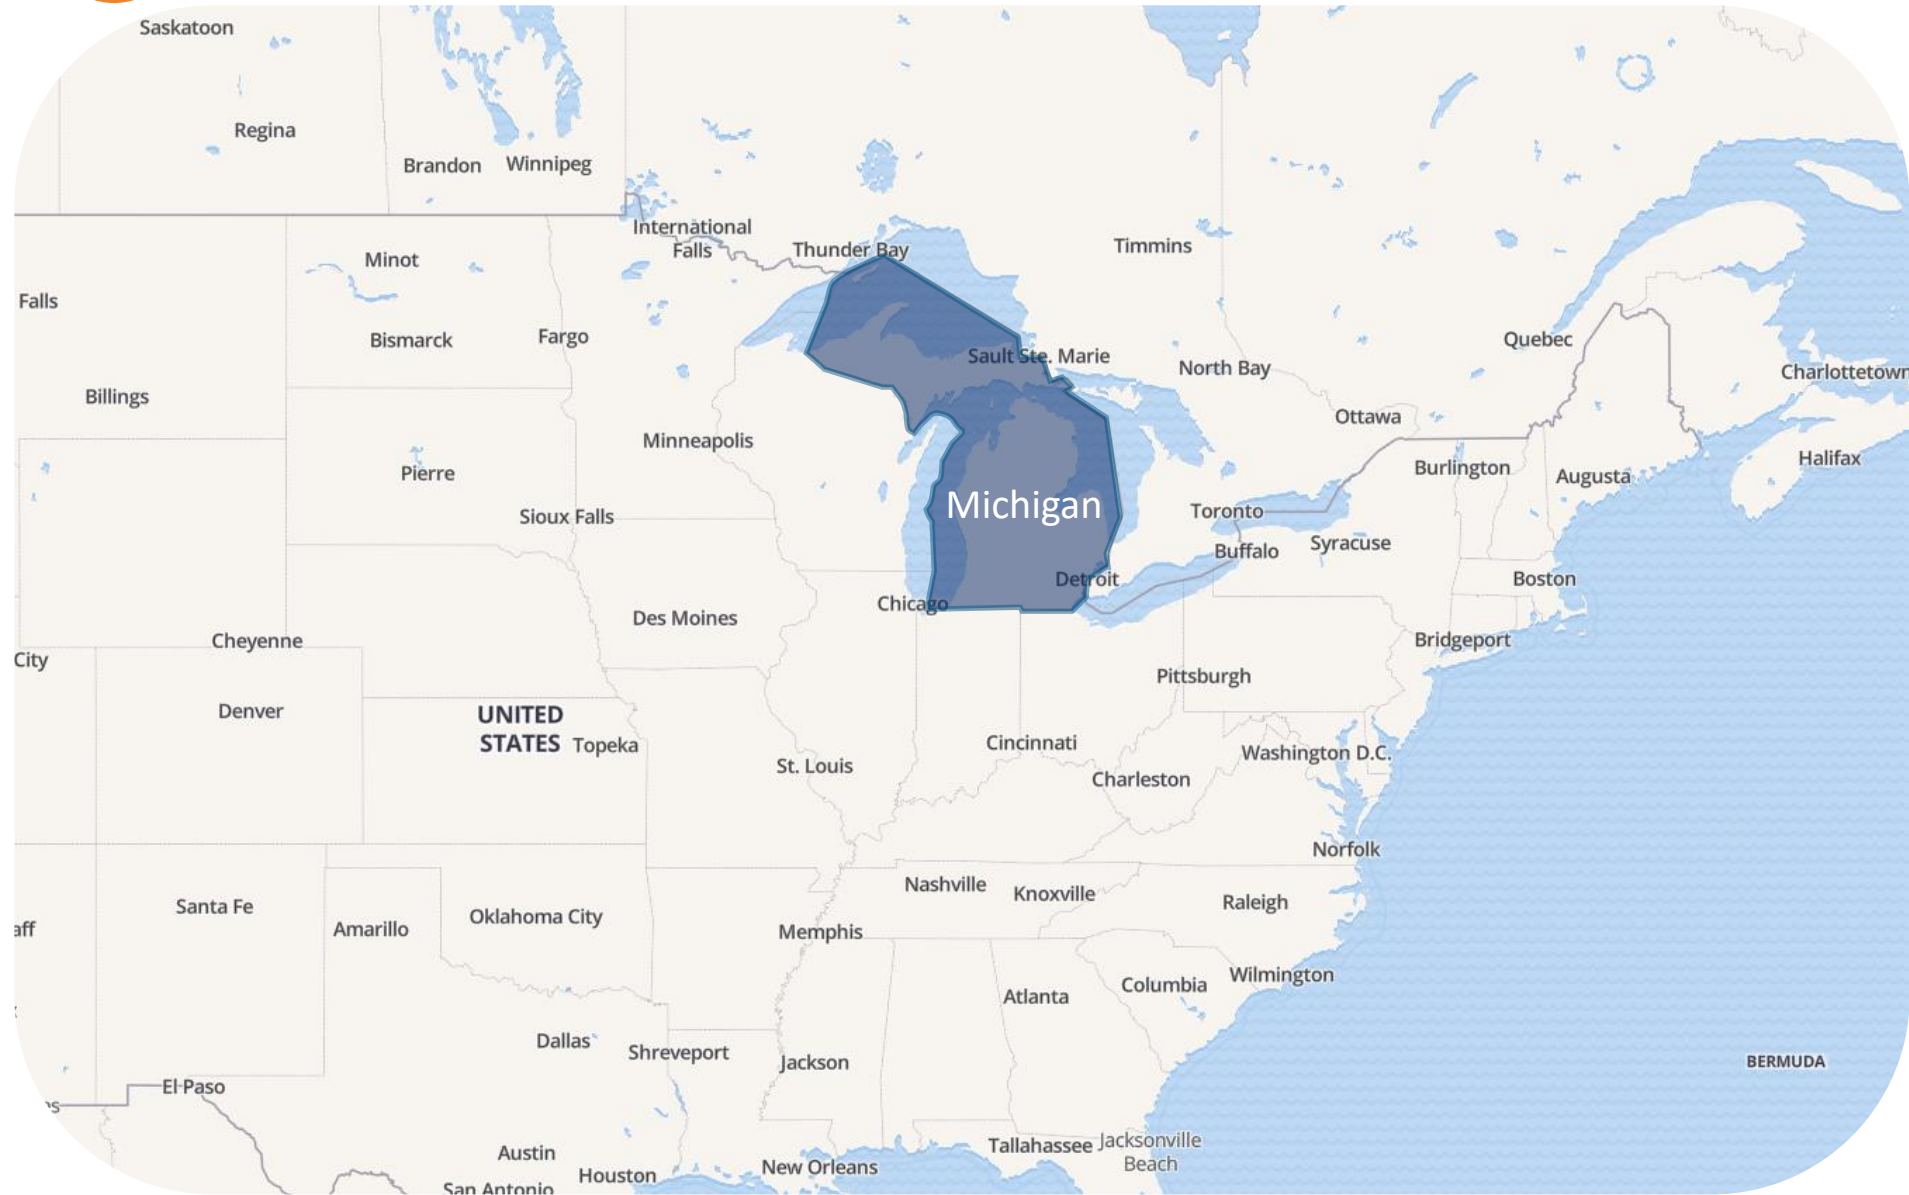 Saskatoon
Regina
Brandon
Winnipeg
International
Falls
Thunder Bay
Timmins
Minot
Falls
Bismarck
Fargo
Quebec
Sault Ste. Marie
North Bay
Charlottetown
Billings
Ottawa
Minneapolis
Burlington
Halifax
Pierre
Augusta
Michigan
Sioux Falls
Toronto
Buffalo
Syracuse
Detroit
Boston
Chicago
Des Moines
Cheyenne
Bridgeport
City
Pittsburgh
Denver
UNITED
STATES
Topeka
Cincinnati
Washington D.C.
St. Louis
Charleston
Norfolk
Nashville
Knoxville
Santa Fe
Raleigh
Oklahoma City
aff
Amarillo
Memphis
Wilmington
Columbia
Atlanta
Dallas
Shreveport
Jackson
BERMUDA
El Paso
Jacksonville
Beach
Tallahassee
Austin
New Orleans
Houston
San Antonio